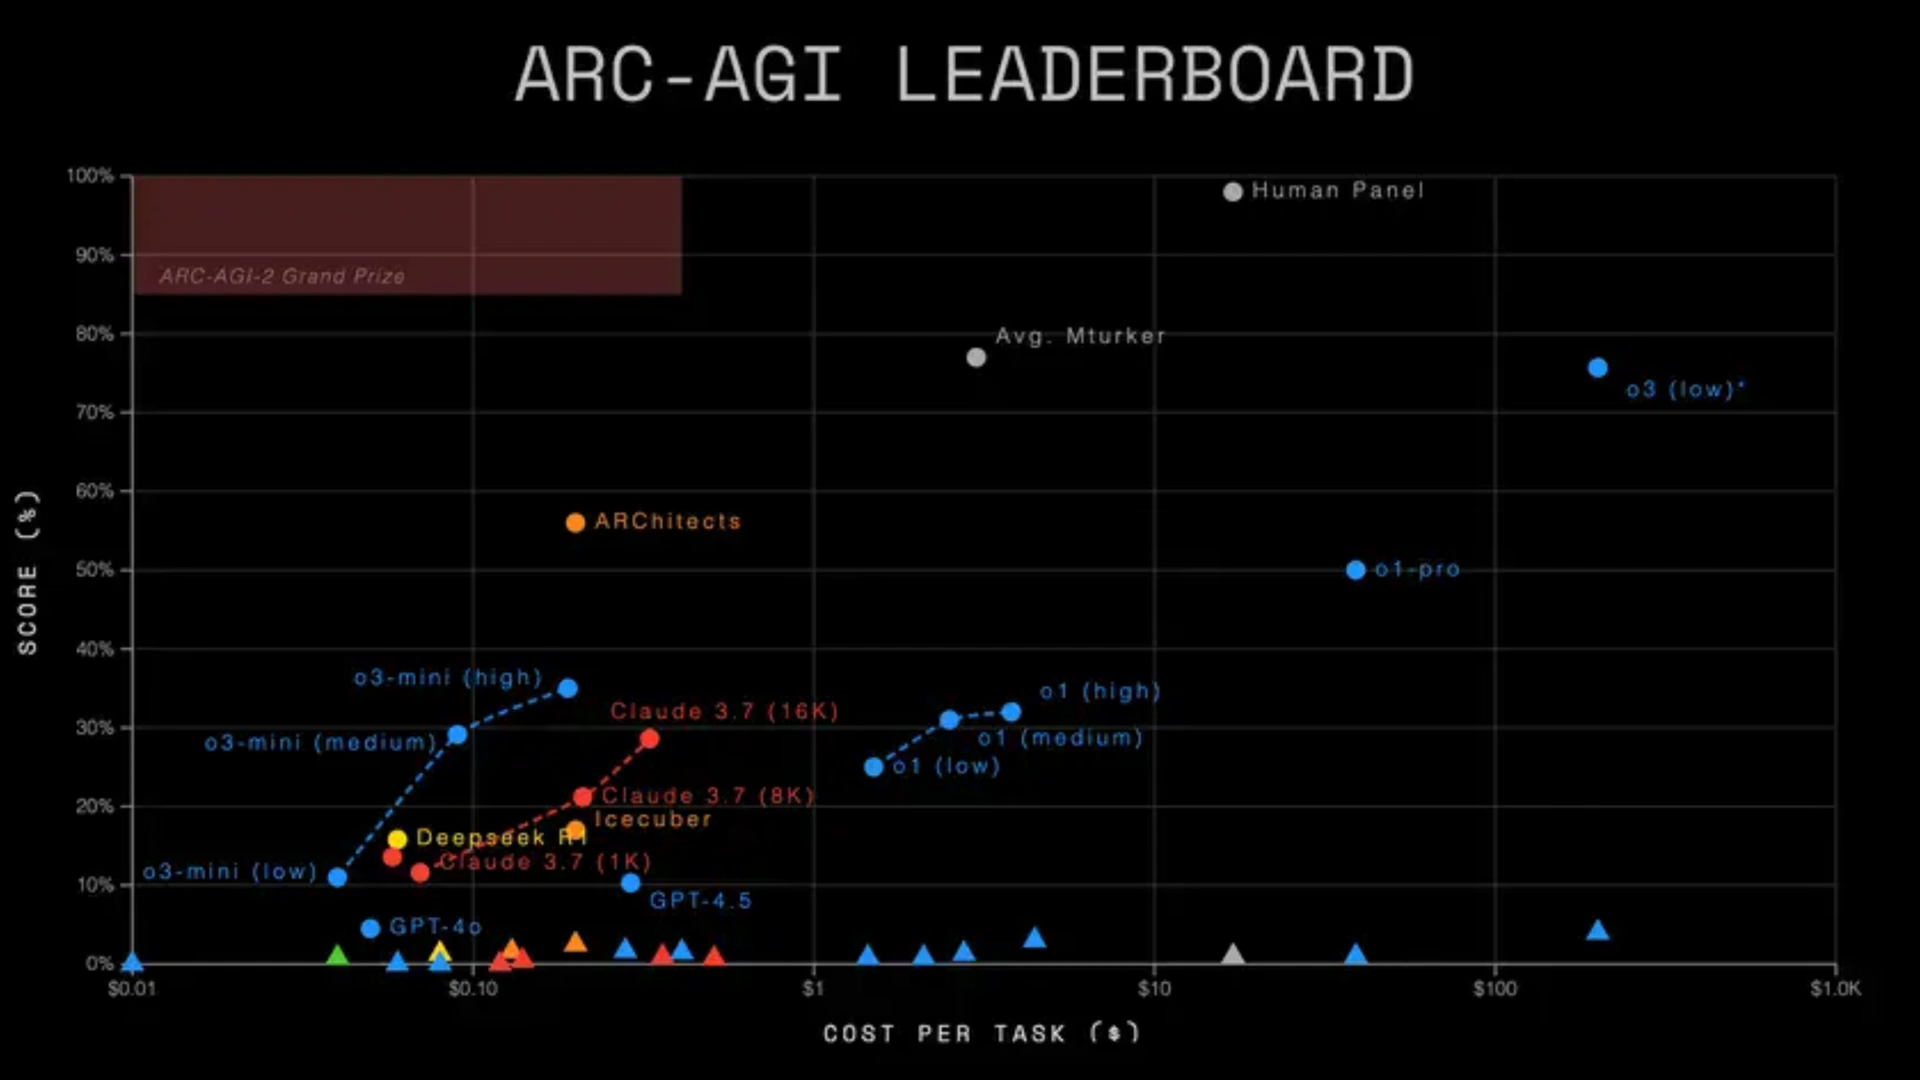 ARC-AGI LEADERBOARD
100%
Human Panel
90%
ARC-AGI-2 Grand Prize
80%
Avg. Mturker
o3 (low)*
70%
60%
SCORE (%)
ARChitects
50%
o1-pro
40%
o3-mini (high)
o1 (high)
Claude 3.7 (16K)
30%
o3-mini (medium)
o1 (medium)
o1 (low)
20%
Claude 3.7 (8K)
Icecuber
Deepseek R1
Claude 3.7 (1K)
o3-mini (low)
10%
GPT-4.5
GPT-4o
0%
$0.01 $0.10 $1 $10 $100 $1.0K
COST PER TASK ($)